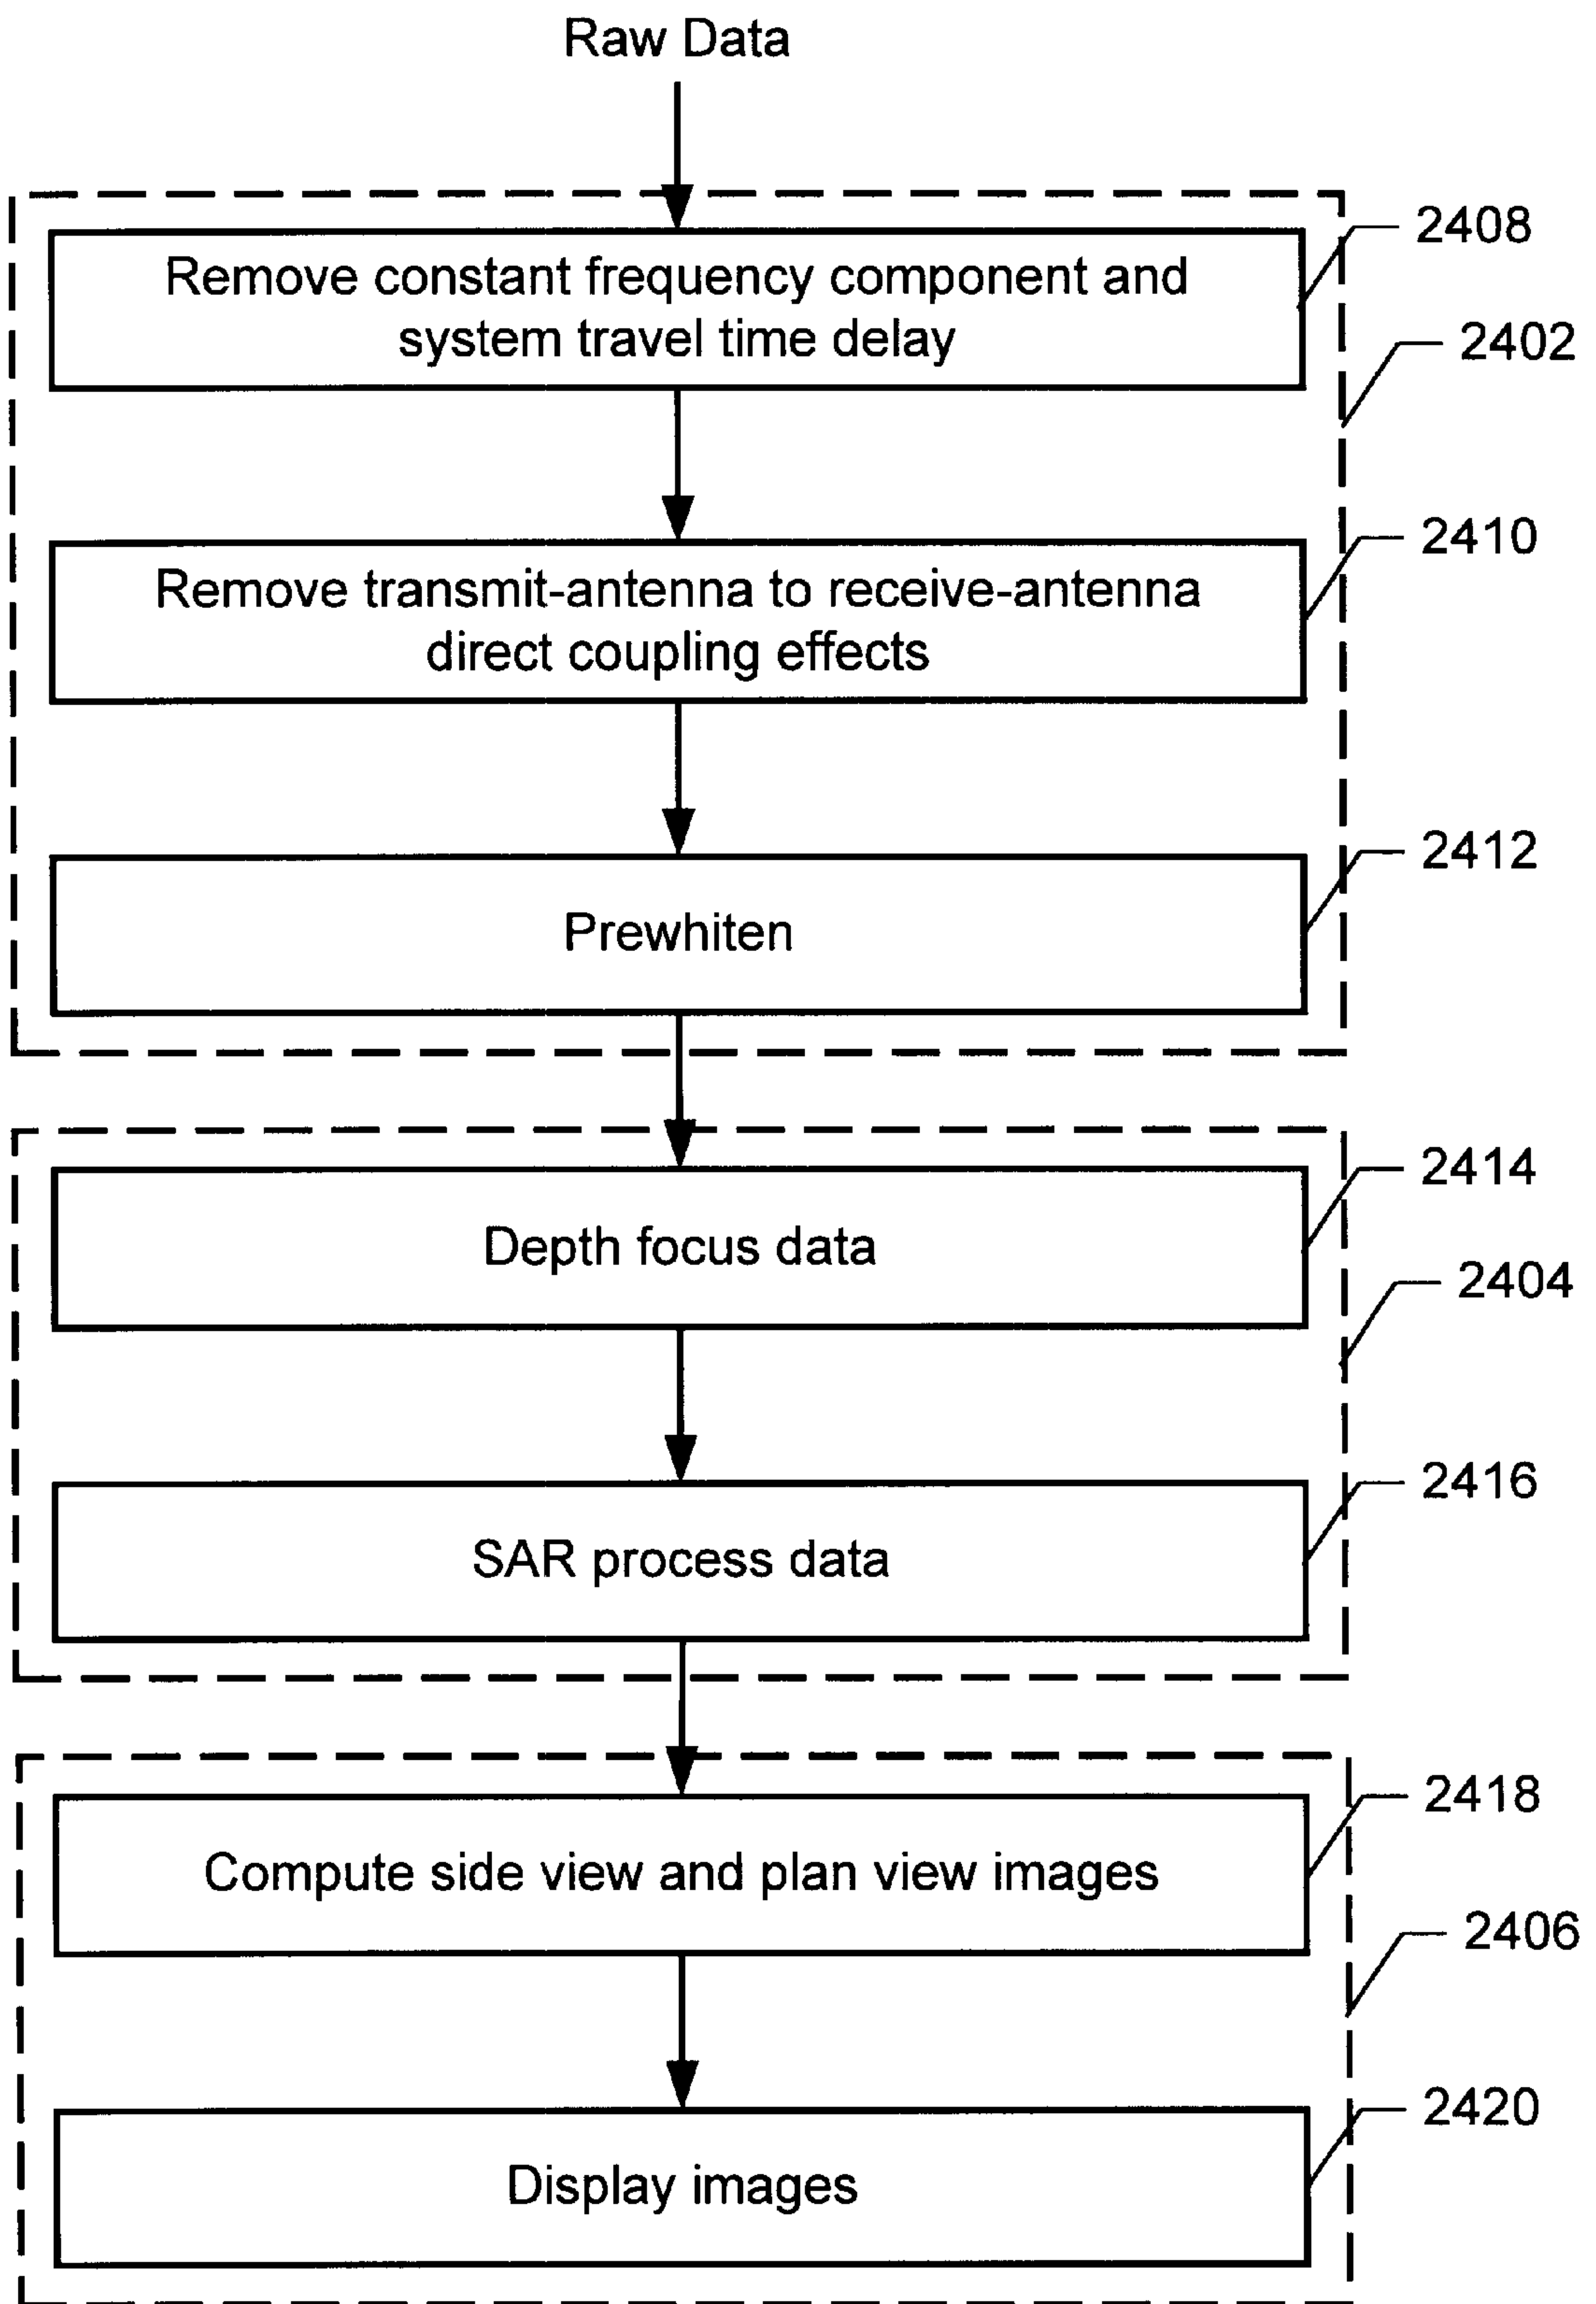 Raw Data
2408
Remove constant frequency component and
system travel time delay
2402
2410
Remove transmit-antenna to receive-antenna
direct coupling effects
2412
Prewhiten
2414
Depth focus data
2404
2416
SAR process data
2418
Compute side view and plan view images
2406
2420
Display images